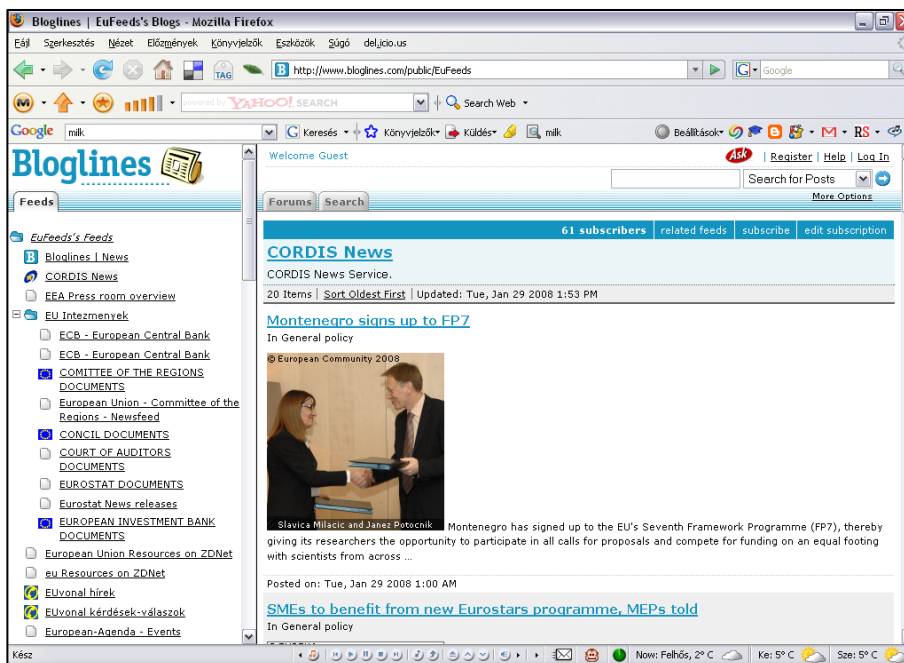 Bloglines | EuFeeds's Blogs - Mozilla Firefox
Fájl Szerkesztés Nézet Előzmények Könyvjelzők Eszközök Súgó del.icio.us
TAG http://www.bloglines.com/public/EuFeeds Google
powered by YAHOO! SEARCH Search Web
Google milk Keresés Könyvjelzők Küldés milk Beállítások RS
Bloglines
Welcome Guest
Ask | Register | Help | Log In
Search for Posts
More Options
Feeds
Forums Search
EuFeeds's Feeds
Bloglines | News
CORDIS News
EEA Press room overview
EU Intezmenyek
ECB - European Central Bank
ECB - European Central Bank
COMITTEE OF THE REGIONS
DOCUMENTS
European Union - Committee of the
Regions - Newsfeed
CONCIL DOCUMENTS
COURT OF AUDITORS
DOCUMENTS
EUROSTAT DOCUMENTS
Eurostat News releases
EUROPEAN INVESTMENT BANK
DOCUMENTS
European Union Resources on ZDNet
eu Resources on ZDNet
EUvonal hírek
EUvonal kérdések-válaszok
European-Agenda - Events
61 subscribers | related feeds | subscribe | edit subscription
CORDIS News
CORDIS News Service.
20 Items | Sort Oldest First | Updated: Tue, Jan 29 2008 1:53 PM
Montenegro signs up to FP7
In General policy
© European Community 2008
Slavica Milacic and Janez Potocnik
Montenegro has signed up to the EU's Seventh Framework Programme (FP7), thereby
giving its researchers the opportunity to participate in all calls for proposals and compete for funding on an equal footing
with scientists from across ...
Posted on: Tue, Jan 29 2008 1:00 AM
SMEs to benefit from new Eurostars programme, MEPs told
In General policy
Kész
Now: Felhős, 2° C Ke: 5° C Sze: 5° C